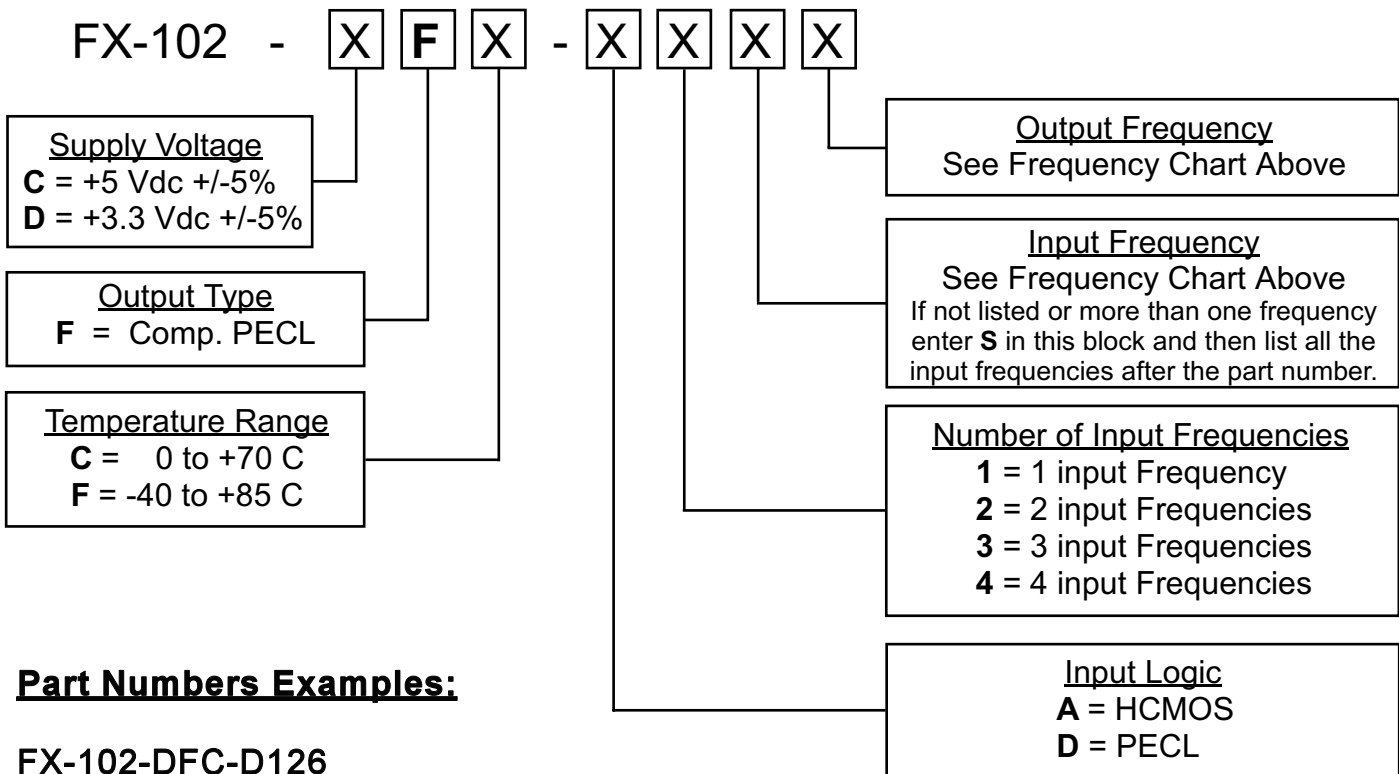 FX-102 - X F X - X X X X
Supply Voltage
C = +5 Vdc +/-5%
D = +3.3 Vdc +/-5%
Output Type
F = Comp. PECL
Temperature Range
C = 0 to +70 C
F = -40 to +85 C
Output Frequency
See Frequency Chart Above
Input Frequency
See Frequency Chart Above
If not listed or more than one frequency
enter S in this block and then list all the
input frequencies after the part number.
Number of Input Frequencies
1 = 1 input Frequency
2 = 2 input Frequencies
3 = 3 input Frequencies
4 = 4 input Frequencies
Input Logic
A = HCMOS
D = PECL
Part Numbers Examples:
FX-102-DFC-D126